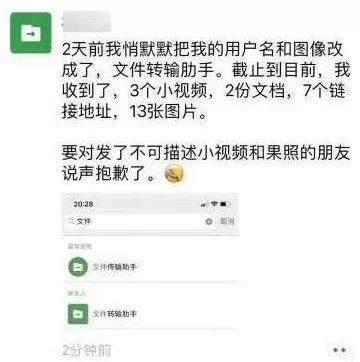 2天前我悄默默把我的用户名和图像改
成了，文件转输肋手。截止到目前，我
收到了，3个小视频，2份文档，7个链
接地址，13张图片。
要对发了不可描述小视频和果照的朋友
说声抱歉了。
20:28
文件
取消
文件传输助手
联系人
文件转输肋手
2分钟前